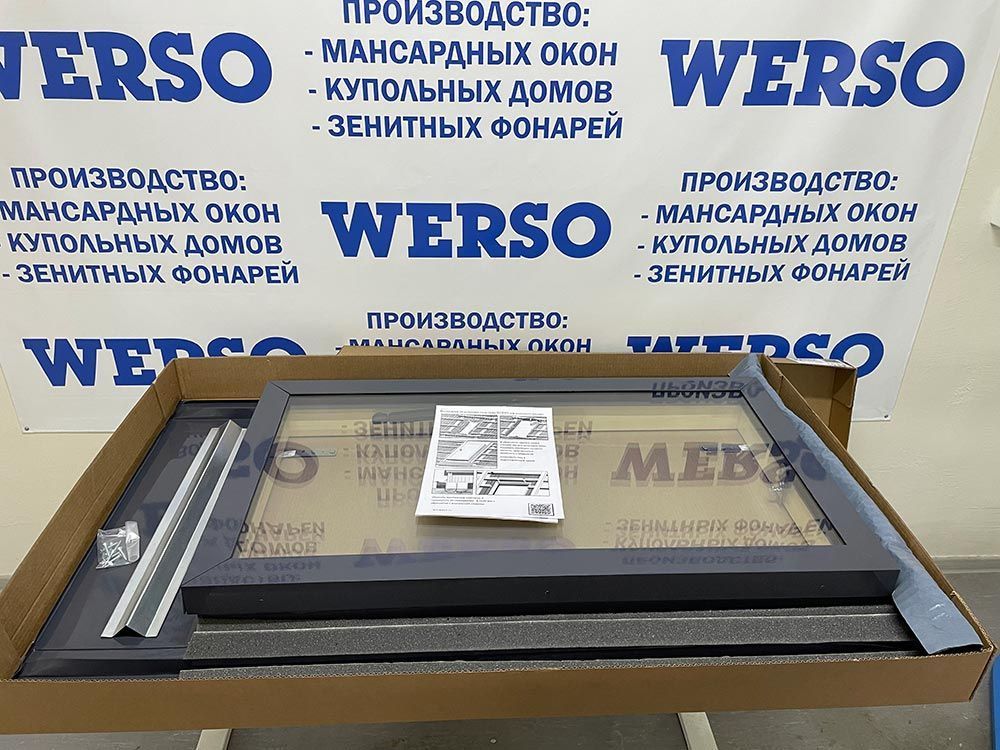 WERSO
ПРОИЗВОДСТВО:
- МАНСАРДНЫХ ОКОН
- КУПОЛЬНЫХ ДОМОВ
- ЗЕНИТНЫХ ФОНАРЕЙ
WERSO
ПРОИЗВОДСТВО:
МАНСАРДНЫХ ОКОН
- КУПОЛЬНЫХ ДОМОВ
- ЗЕНИТНЫХ ФОНАРЕЙ
WERSO
ПРОИЗВОДСТВО:
- МАНСАРДНЫХ ОКОН
- КУПОЛЬНЫХ ДОМОВ
- ЗЕНИТНЫХ ФОНАРЕЙ
WERSO
ПРОИЗВОДСТВО:
- МАНСАРДНЫХ ОКОН
WERSO